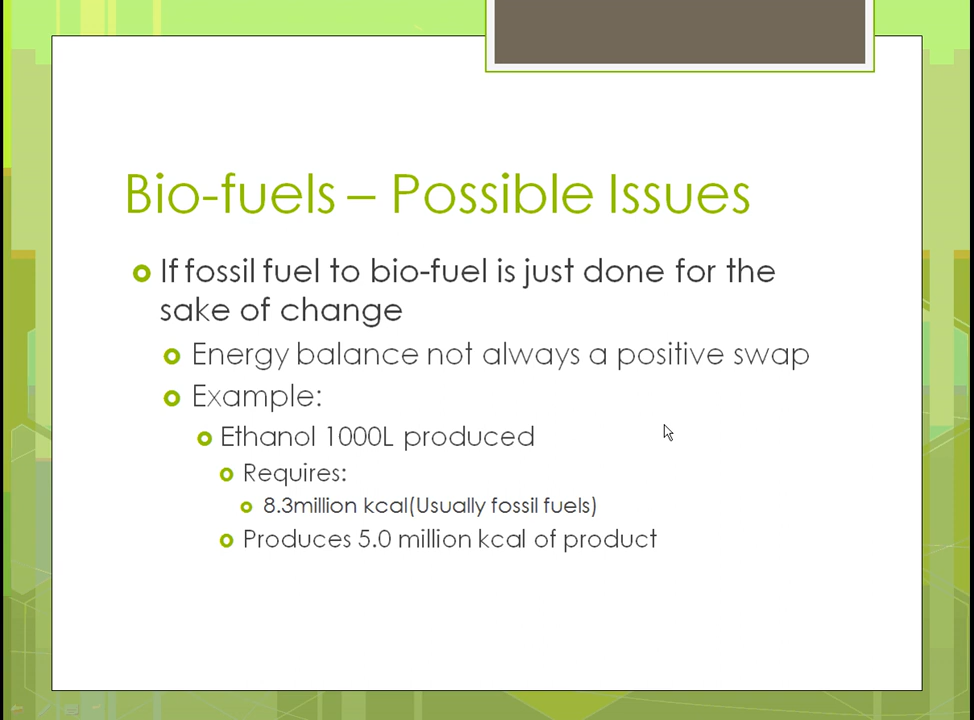 Bio-fuels – Possible Issues
If fossil fuel to bio-fuel is just done for the
sake of change
Energy balance not always a positive swap
Example:
Ethanol 1000L produced
Requires:
8.3million kcal(Usually fossil fuels)
Produces 5.0 million kcal of product